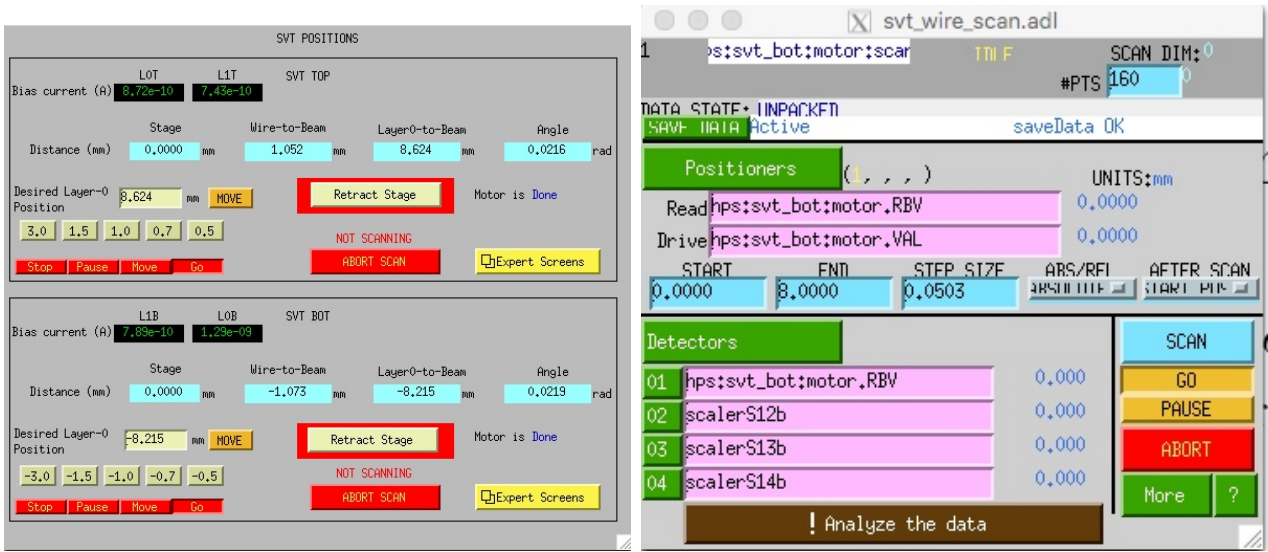 SVT POSITIONS
L0T L1T SVT TOP
Bias current (A) 8.72e-10 7.43e-10
Stage Wire-to-Beam Layer0-to-Beam Angle
Distance (mm) 0.0000 mm 1.052 mm 8.624 mm 0.0216 rad
Desired Layer-0
Position
8.624 mm MOVE Retract Stage Motor is Done
3.0 1.5 1.0 0.7 0.5
NOT SCANNING
Stop Pause Move Go ABORT SCAN Expert Screens
L1B L0B SVT BOT
Bias current (A) 7.89e-10 1.29e-09
Stage Wire-to-Beam Layer0-to-Beam Angle
Distance (mm) 0.0000 mm -1.073 mm -8.215 mm 0.0219 rad
Desired Layer-0
Position
-8.215 mm MOVE Retract Stage Motor is Done
-3.0 -1.5 -1.0 -0.7 -0.5
NOT SCANNING
Stop Pause Move Go ABORT SCAN Expert Screens
svt_wire_scan.adl
1 ps:svt_bot:motor:scan IDLE SCAN DIM: 0
#PTS 160 0
DATA STATE: UNPACKED
SAVE DATA Active saveData OK
Positioners (1, , , ) UNITS:mm
Read hps:svt_bot:motor.RBV 0.0000
Drive hps:svt_bot:motor.VAL 0.0000
START END STEP SIZE ABS/REL AFTER SCAN
0.0000 8.0000 0.0503 ABSOLUTE START POS
Detectors SCAN
01 hps:svt_bot:motor.RBV 0.000 GO
02 scalerS12b 0.000 PAUSE
03 scalerS13b 0.000 ABORT
04 scalerS14b 0.000 More ?
! Analyze the data